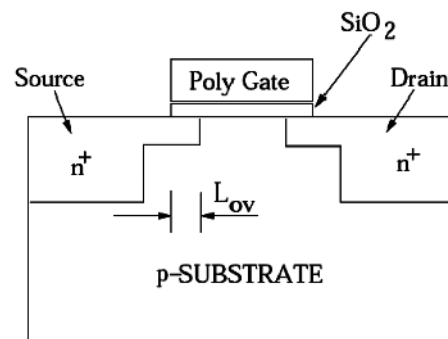 SiO2
Source
Poly Gate
Drain
n+
n+
Lov
p-SUBSTRATE